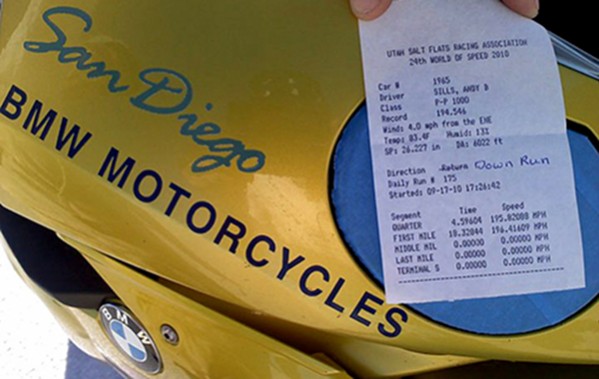 San Diego
BMW MOTORCYCLES
BMW
UTAH SALT FLATS RACING ASSOCIATION
24th WORLD OF SPEED 2010
Car # 1965
Driver SILLS, ANDY D
Class P-P 1000
Record 194.546
Wind: 4.0 mph from the ENE
Temp: 83.4F Humid: 13%
SP: 26.227 in DA: 6022 ft
Direction Return Down Run
Daily Run # 175
Started: 09-17-10 17:26:42
Segment Time Speed
QUARTER 4.59604 195.82088 MPH
FIRST MILE 18.32844 196.41609 MPH
MIDDLE MIL 0.00000 0.00000 MPH
LAST MILE 0.00000 0.00000 MPH
TERMINAL S 0.00000 0.00000 MPH